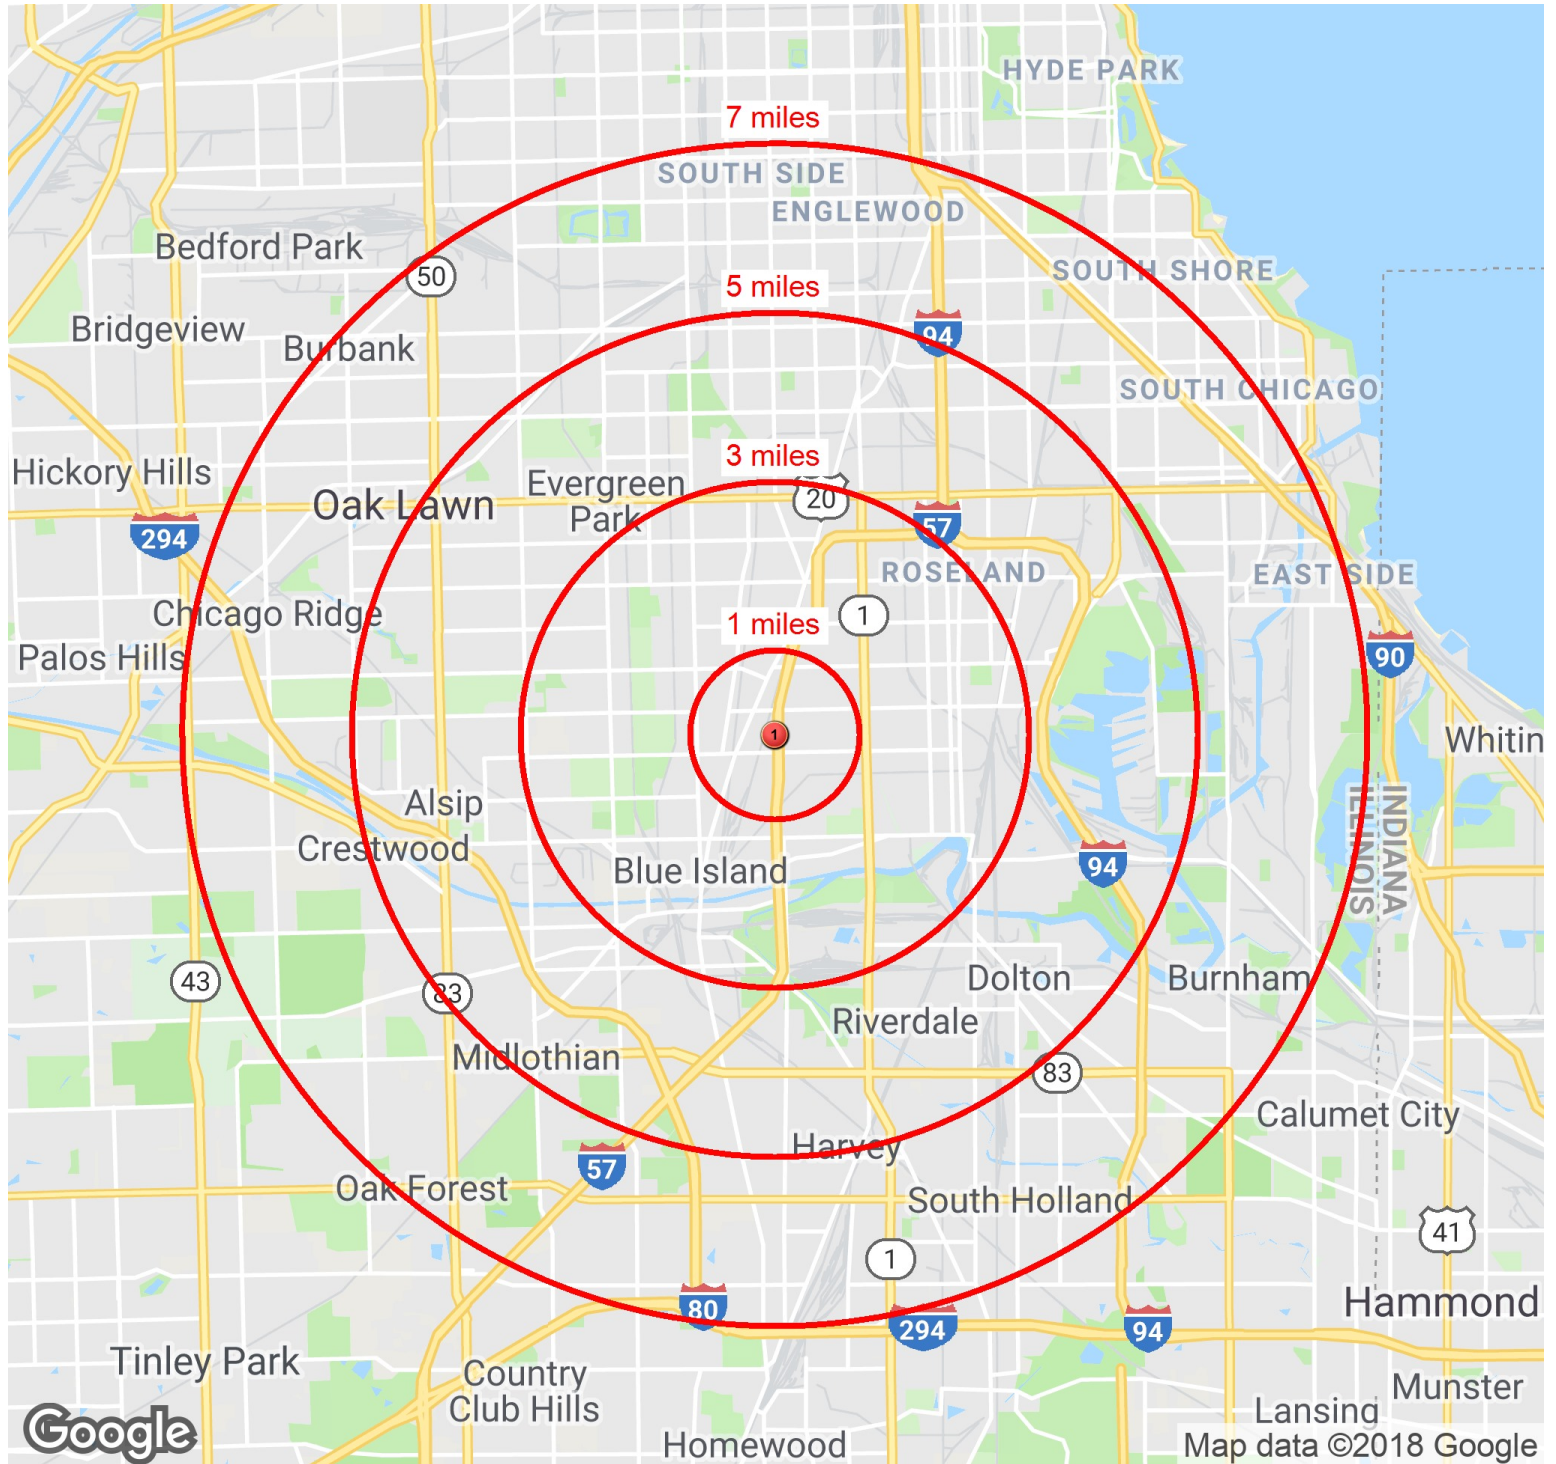 HYDE PARK
7 miles
SOUTH SIDE
ENGLEWOOD
Bedford Park
50
SOUTH SHORE
5 miles
Bridgeview
Burbank
94
SOUTH CHICAGO
3 miles
Hickory Hills
Evergreen
Park
Oak Lawn
20
57
294
ROSELAND
EAST SIDE
Chicago Ridge
1
1 miles
Palos Hills
90
1
Whitin
Alsip
Crestwood
INDIANA
ILLINOIS
Blue Island
94
43
83
Dolton
Burnham
Riverdale
Midlothian
83
Calumet City
Harvey
57
Oak Forest
South Holland
41
1
80
Hammond
294
94
Tinley Park
Country
Club Hills
Munster
Lansing
Google
Homewood
Map data ©2018 Google